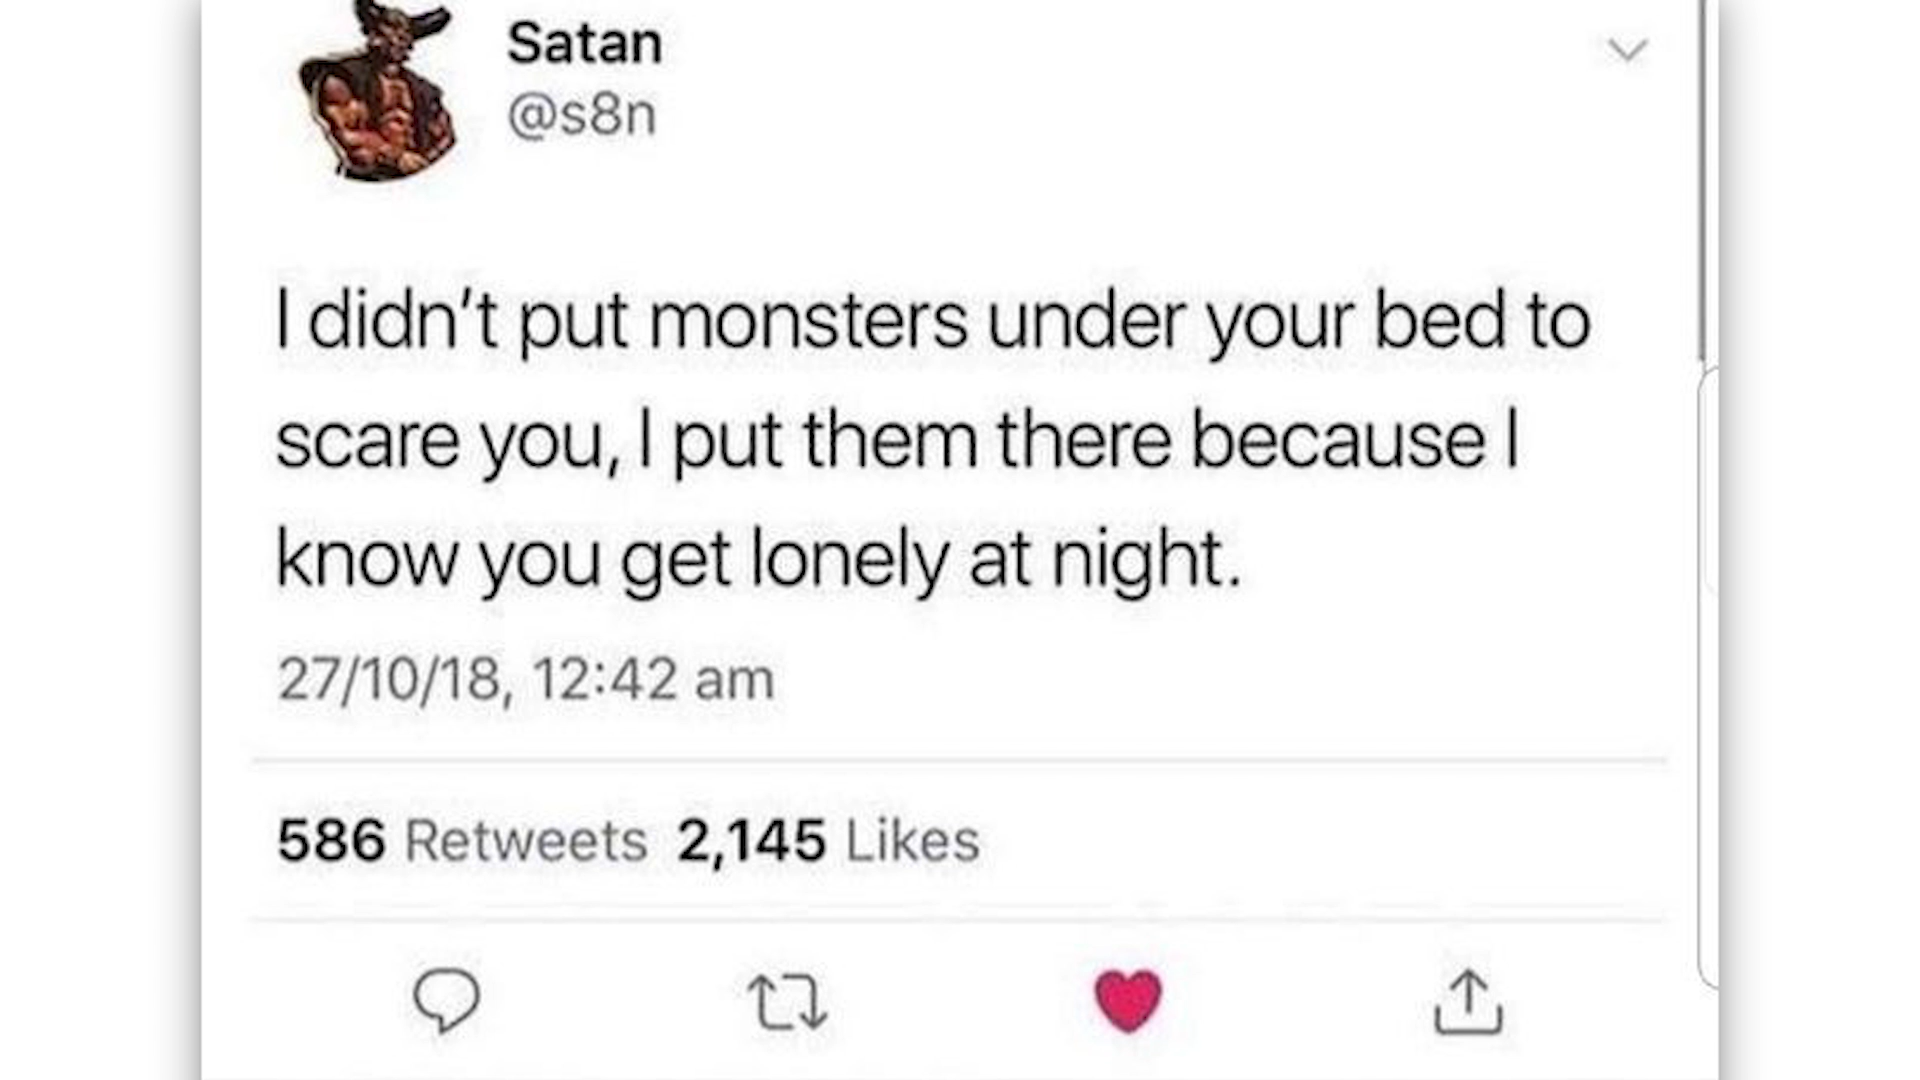 Satan
@s8n
I didn’t put monsters under your bed to
scare you, I put them there because I
know you get lonely at night.
27/10/18, 12:42 am
586 Retweets 2,145 Likes